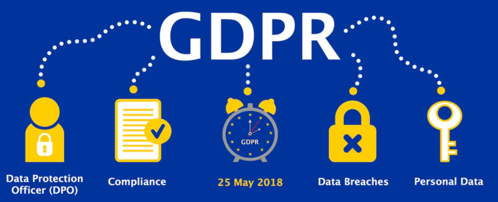 GDPR
GDPR
Data Protection
Officer (DPO)
Compliance
25 May 2018
Data Breaches
Personal Data